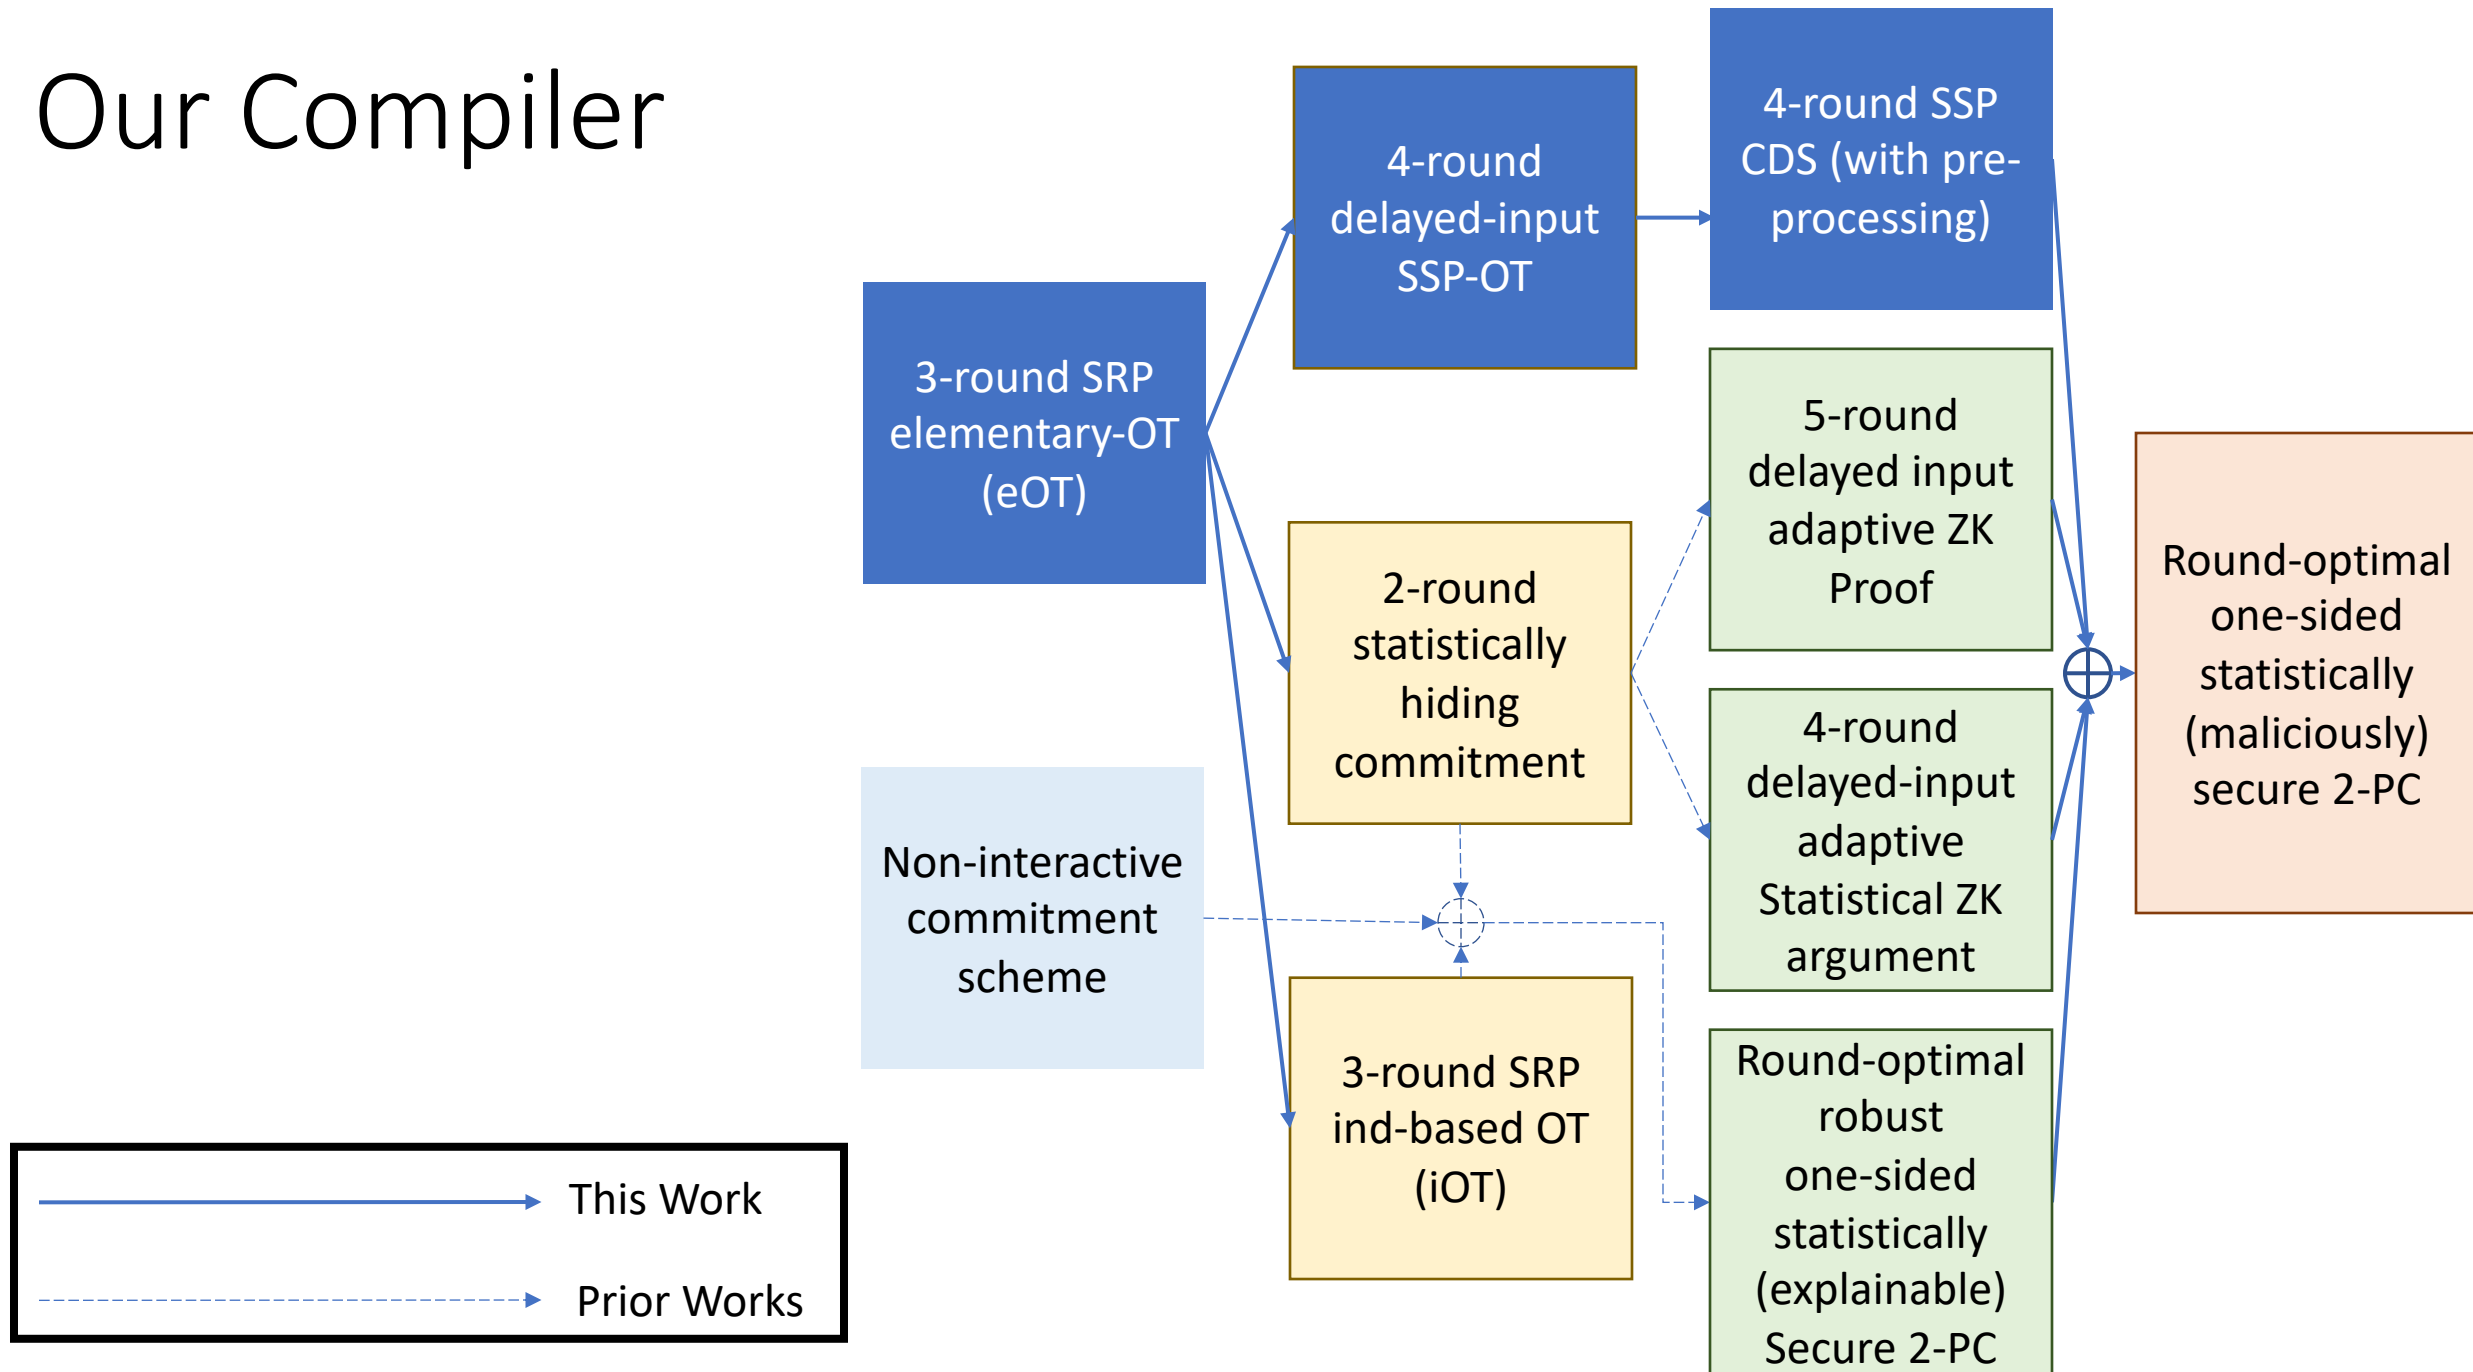 Our Compiler
3-round SRP
elementary-OT
(eOT)
Non-interactive
commitment
scheme
4-round
delayed-input
SSP-OT
2-round
statistically
hiding
commitment
3-round SRP
ind-based OT
(iOT)
4-round SSP
CDS (with pre-
processing)
5-round
delayed input
adaptive ZK
Proof
4-round
delayed-input
adaptive
Statistical ZK
argument
Round-optimal
robust
one-sided
statistically
(explainable)
Secure 2-PC
Round-optimal
one-sided
statistically
(maliciously)
secure 2-PC
This Work
Prior Works